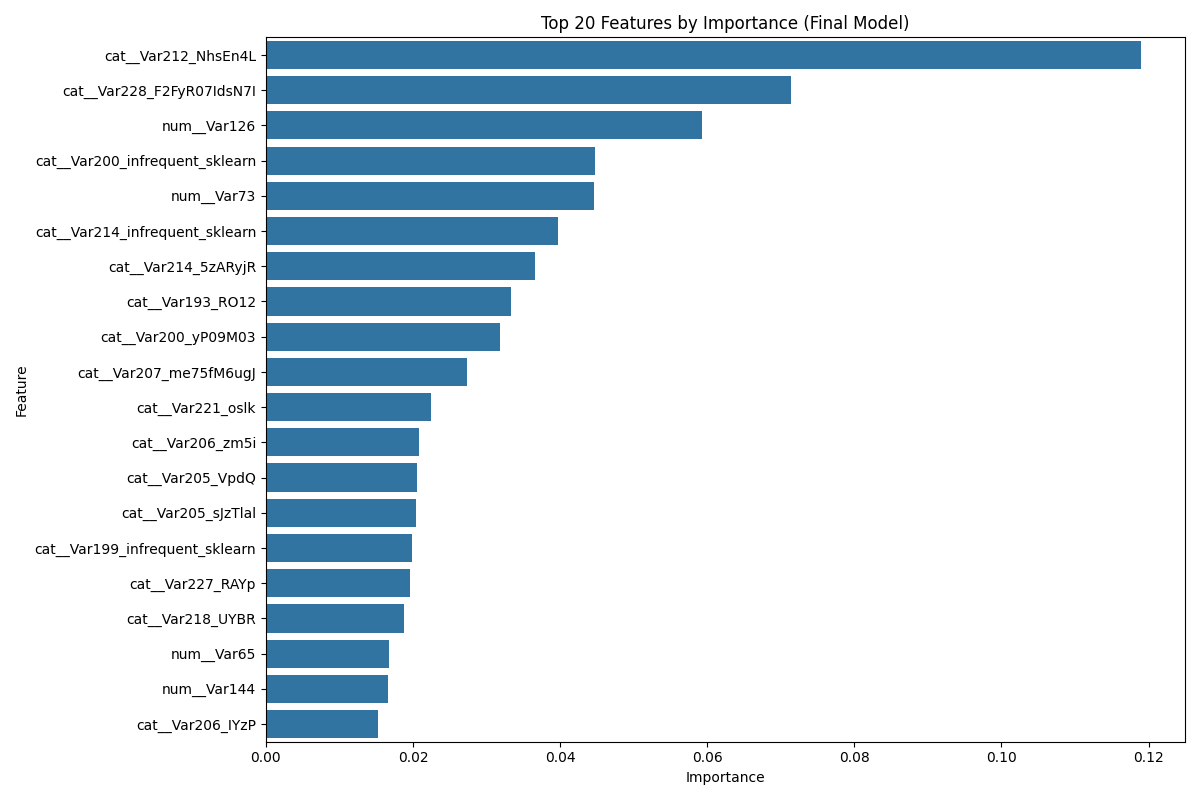 Top 20 Features by Importance (Final Model)
cat__Var212_NhsEn4L
cat__Var228_F2FyR07IdsN7I
num__Var126
cat__Var200_infrequent_sklearn
num__Var73
cat__Var214_infrequent_sklearn
cat__Var214_5zARyjR
cat__Var193_RO12
cat__Var200_yP09M03
cat__Var207_me75fM6ugJ
cat__Var221_oslk
cat__Var206_zm5i
cat__Var205_VpdQ
cat__Var205_sJzTlal
cat__Var199_infrequent_sklearn
cat__Var227_RAYp
cat__Var218_UYBR
num__Var65
num__Var144
cat__Var206_IYzP
Feature
0.00 0.02 0.04 0.06 0.08 0.10 0.12
Importance